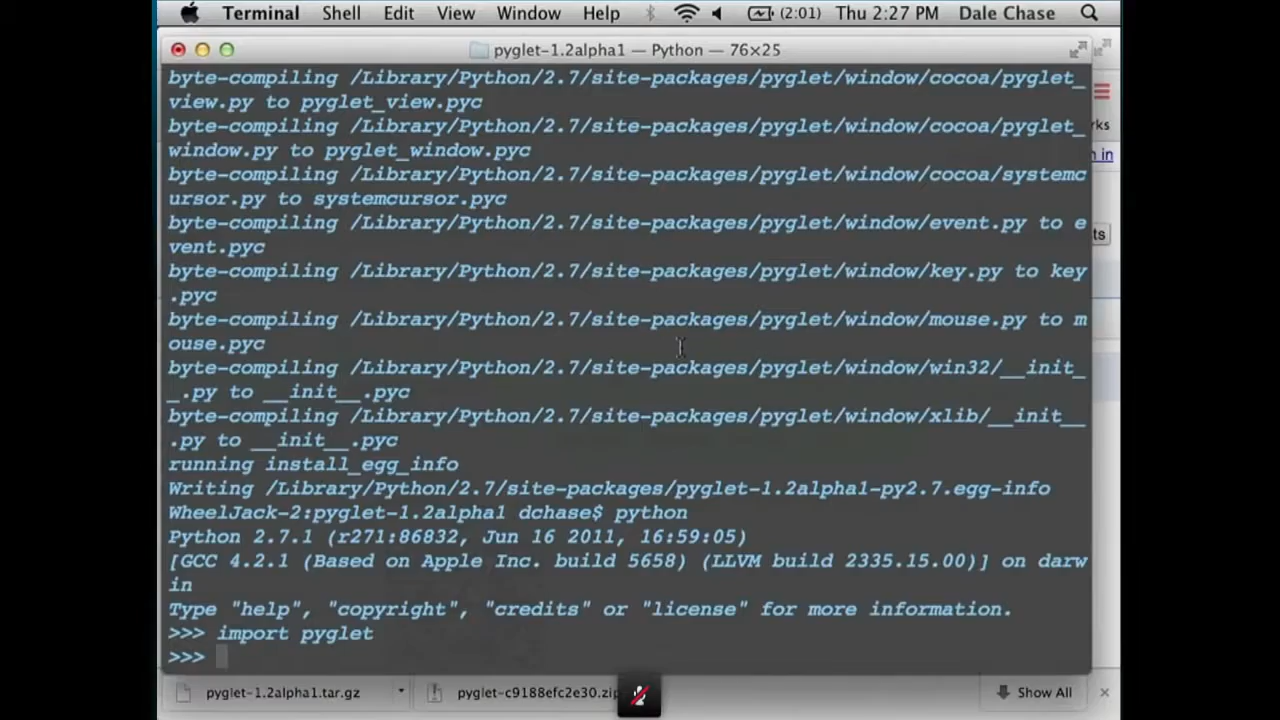 Terminal Shell Edit View Window Help (2:01) Thu 2:27 PM Dale Chase
pyglet-1.2alpha1 — Python — 76×25
byte-compiling /Library/Python/2.7/site-packages/pyglet/window/cocoa/pyglet_
view.py to pyglet_view.pyc
byte-compiling /Library/Python/2.7/site-packages/pyglet/window/cocoa/pyglet_
window.py to pyglet_window.pyc
byte-compiling /Library/Python/2.7/site-packages/pyglet/window/cocoa/systemc
ursor.py to systemcursor.pyc
byte-compiling /Library/Python/2.7/site-packages/pyglet/window/event.py to e
vent.pyc
byte-compiling /Library/Python/2.7/site-packages/pyglet/window/key.py to key
.pyc
byte-compiling /Library/Python/2.7/site-packages/pyglet/window/mouse.py to m
ouse.pyc
byte-compiling /Library/Python/2.7/site-packages/pyglet/window/win32/__init_
_.py to __init__.pyc
byte-compiling /Library/Python/2.7/site-packages/pyglet/window/xlib/__init__
.py to __init__.pyc
running install_egg_info
Writing /Library/Python/2.7/site-packages/pyglet-1.2alpha1-py2.7.egg-info
WheelJack-2:pyglet-1.2alpha1 dchase$ python
Python 2.7.1 (r271:86832, Jun 16 2011, 16:59:05)
[GCC 4.2.1 (Based on Apple Inc. build 5658) (LLVM build 2335.15.00)] on darw
in
Type "help", "copyright", "credits" or "license" for more information.
>>> import pyglet
>>>
rks
n in
ts
pyglet-1.2alpha1.tar.gz pyglet-c9188efc2e30.zip Show All